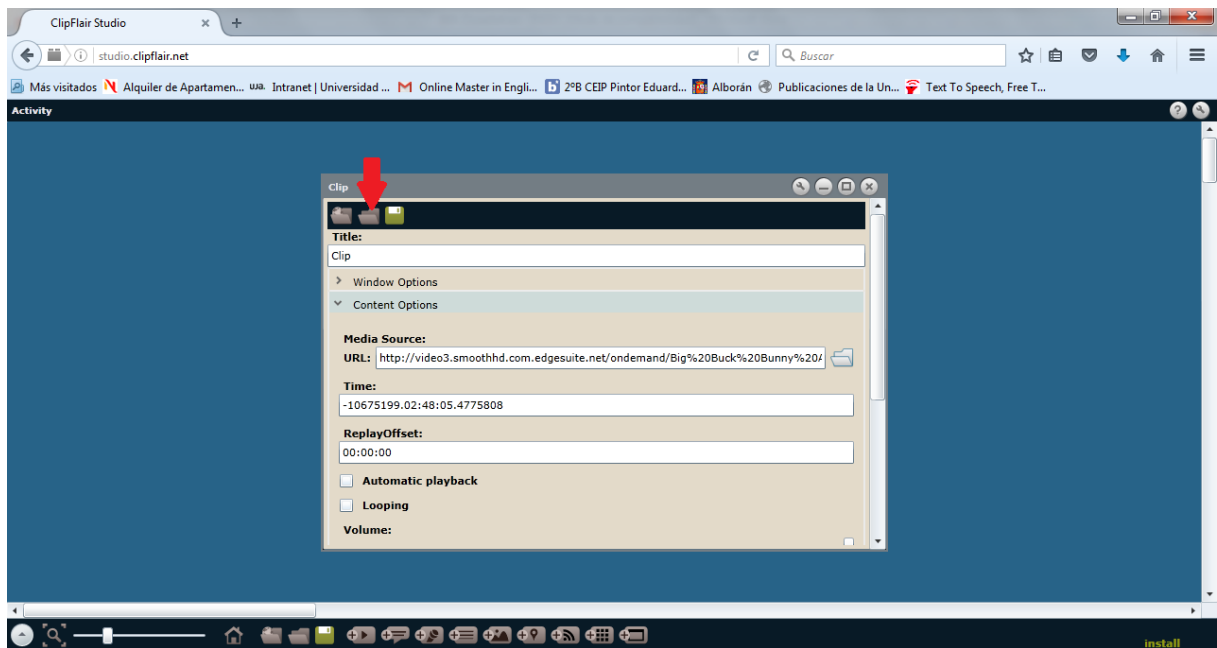 ClipFlair Studio
studio.clipflair.net
Buscar
Más visitados Alquiler de Apartamen... UAA. Intranet | Universidad ... Online Master in Engli... 2ºB CEIP Pintor Eduard... Alborán Publicaciones de la Un... Text To Speech, Free T...
Activity
Clip
Title:
Clip
Window Options
Content Options
Media Source:
URL: http://video3.smoothhd.com.edgesuite.net/ondemand/Big%20Buck%20Bunny%20
Time:
-10675199.02:48:05.4775808
ReplayOffset:
00:00:00
Automatic playback
Looping
Volume:
install